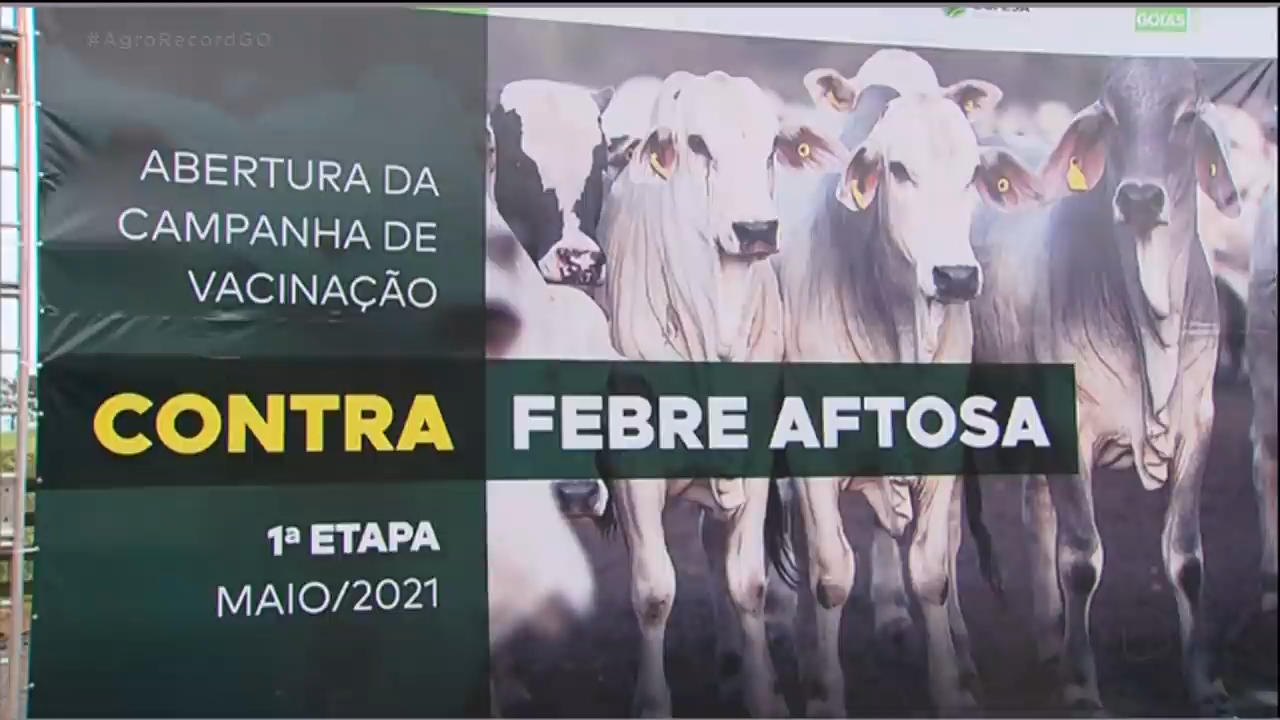 #AgroRecordGO
GOIÁS
ABERTURA DA
CAMPANHA DE
VACINAÇÃO
CONTRA FEBRE AFTOSA
1ª ETAPA
MAIO/2021